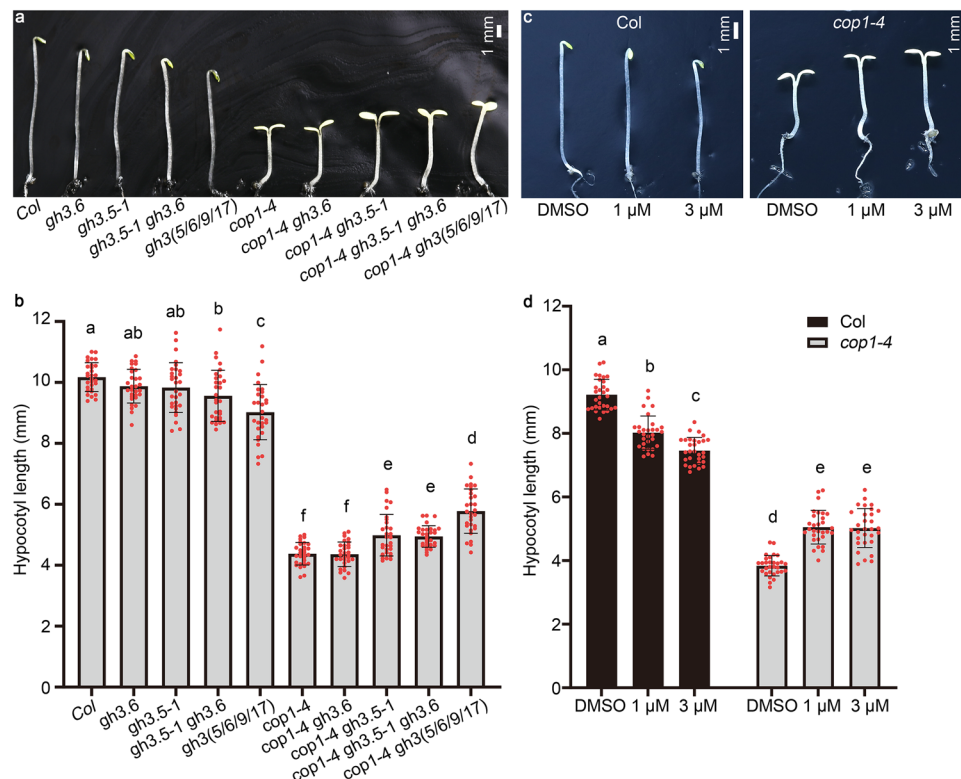 a
1 mm
Col
gh3.6
gh3.5-1
gh3.5-1 gh3.6
gh3(5/6/9/17)
cop1-4
cop1-4 gh3.6
cop1-4 gh3.5-1
cop1-4 gh3.5-1 gh3.6
cop1-4 gh3(5/6/9/17)
c
Col
1 mm
cop1-4
1 mm
DMSO 1 μM 3 μM DMSO 1 μM 3 μM
b
Hypocotyl length (mm)
12
10
8
6
4
2
0
a ab ab b c f f e e d
Col
gh3.6
gh3.5-1
gh3.5-1 gh3.6
gh3(5/6/9/17)
cop1-4
cop1-4 gh3.6
cop1-4 gh3.5-1
cop1-4 gh3.5-1 gh3.6
cop1-4 gh3(5/6/9/17)
d
Hypocotyl length (mm)
12
10
8
6
4
2
0
Col
cop1-4
a b c d e e
DMSO 1 μM 3 μM DMSO 1 μM 3 μM